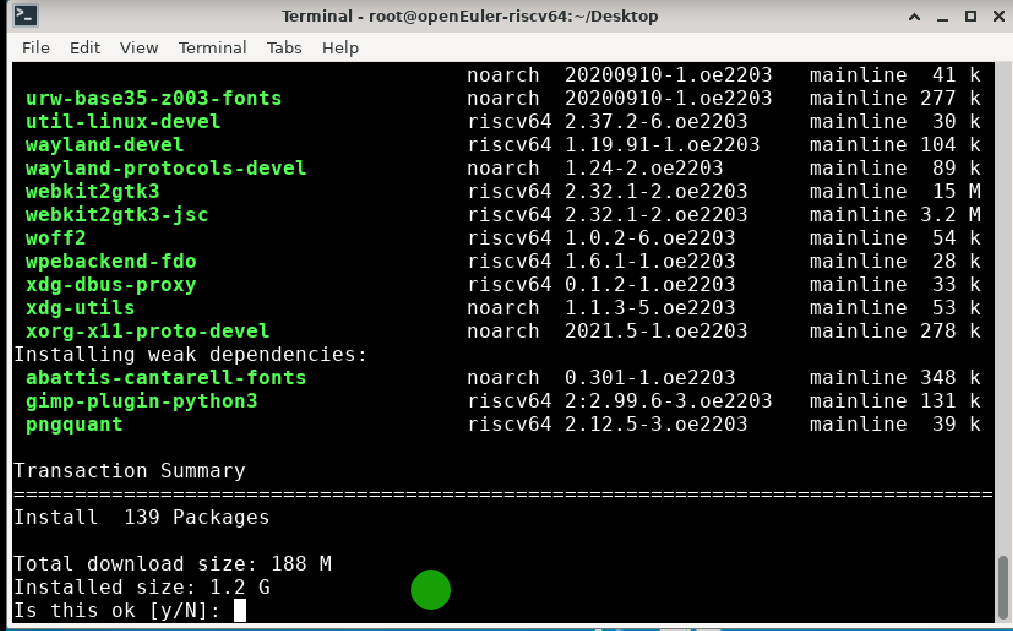 Terminal - root@openEuler-riscv64:~/Desktop
File Edit View Terminal Tabs Help
noarch 20200910-1.oe2203 mainline 41 k
urw-base35-z003-fonts noarch 20200910-1.oe2203 mainline 277 k
util-linux-devel riscv64 2.37.2-6.oe2203 mainline 30 k
wayland-devel riscv64 1.19.91-1.oe2203 mainline 104 k
wayland-protocols-devel noarch 1.24-2.oe2203 mainline 89 k
webkit2gtk3 riscv64 2.32.1-2.oe2203 mainline 15 M
webkit2gtk3-jsc riscv64 2.32.1-2.oe2203 mainline 3.2 M
woff2 riscv64 1.0.2-6.oe2203 mainline 54 k
wpebackend-fdo riscv64 1.6.1-1.oe2203 mainline 28 k
xdg-dbus-proxy riscv64 0.1.2-1.oe2203 mainline 33 k
xdg-utils noarch 1.1.3-5.oe2203 mainline 53 k
xorg-x11-proto-devel noarch 2021.5-1.oe2203 mainline 278 k
Installing weak dependencies:
abattis-cantarell-fonts noarch 0.301-1.oe2203 mainline 348 k
gimp-plugin-python3 riscv64 2:2.99.6-3.oe2203 mainline 131 k
pngquant riscv64 2.12.5-3.oe2203 mainline 39 k
Transaction Summary
================================================================================
Install 139 Packages
Total download size: 188 M
Installed size: 1.2 G
Is this ok [y/N]: